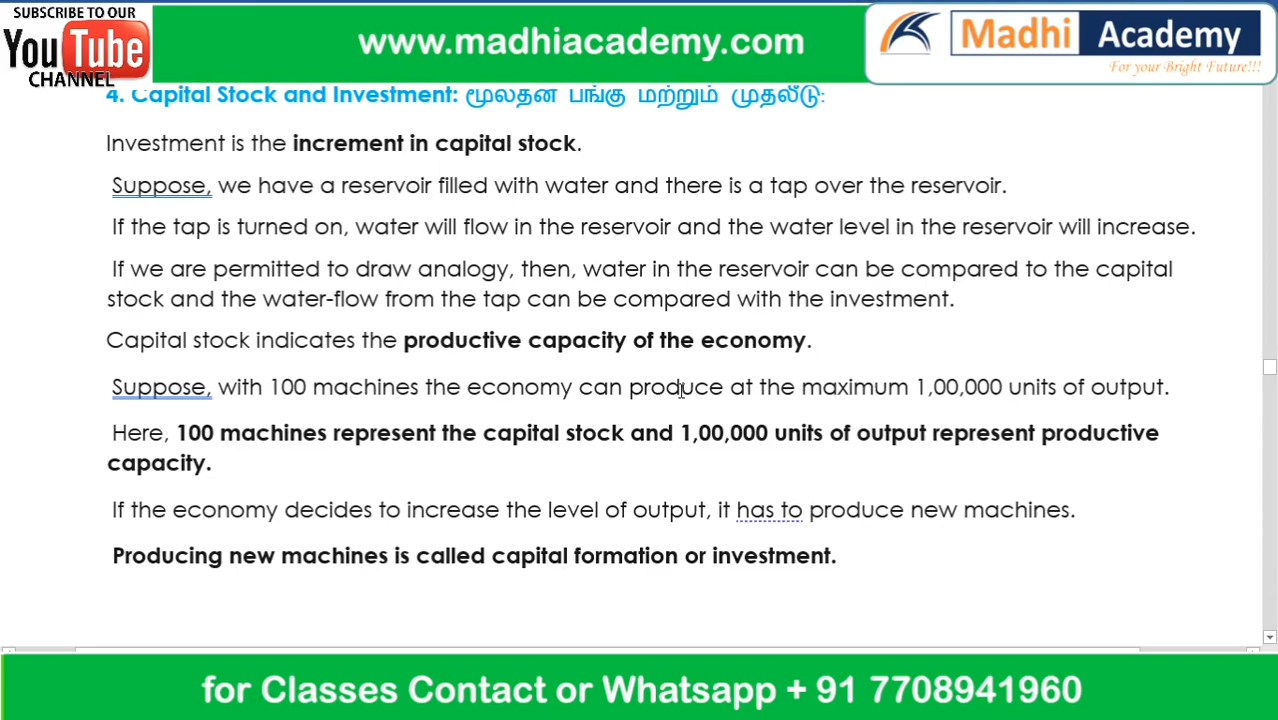 SUBSCRIBE TO OUR
YouTube
CHANNEL
www.madhiacademy.com
Madhi Academy
For your Bright Future!!!
4. Capital Stock and Investment: மூலதன பங்கு மற்றும் முதலீடு:
Investment is the increment in capital stock.
Suppose, we have a reservoir filled with water and there is a tap over the reservoir.
If the tap is turned on, water will flow in the reservoir and the water level in the reservoir will increase.
If we are permitted to draw analogy, then, water in the reservoir can be compared to the capital
stock and the water-flow from the tap can be compared with the investment.
Capital stock indicates the productive capacity of the economy.
Suppose, with 100 machines the economy can produce at the maximum 1,00,000 units of output.
Here, 100 machines represent the capital stock and 1,00,000 units of output represent productive
capacity.
If the economy decides to increase the level of output, it has to produce new machines.
Producing new machines is called capital formation or investment.
for Classes Contact or Whatsapp + 91 7708941960